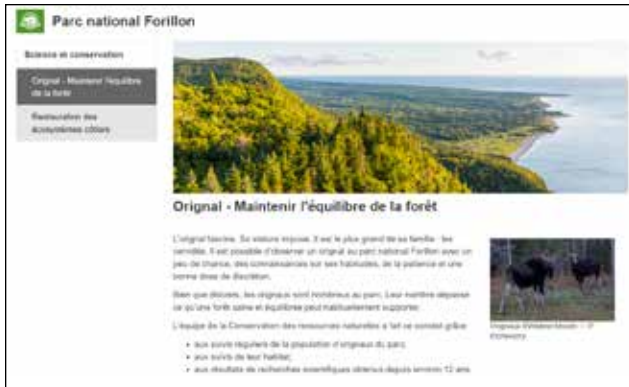 Parc national Forillon
Science et conservation
Orignal - Maintenir l'équilibre
de la forêt
Restauration des
écosystèmes côtiers
Orignal - Maintenir l'équilibre de la forêt
L'orignal fascine. Sa stature impose. Il est le plus grand de sa famille : les
cervidés. Il est possible d'observer un orignal au parc national Forillon avec un
peu de chance, des connaissances sur ses habitudes, de la patience et une
bonne dose de discrétion.
Bien que discrets, les orignaux sont nombreux au parc. Leur nombre dépasse
ce qu'une forêt saine et équilibrée peut habituellement supporter.
L'équipe de la Conservation des ressources naturelles a fait ce constat grâce
• aux suivis réguliers de la population d'orignaux du parc;
• aux suivis de leur habitat;
• aux résultats de recherches scientifiques obtenus depuis environ 12 ans.
Orignaux